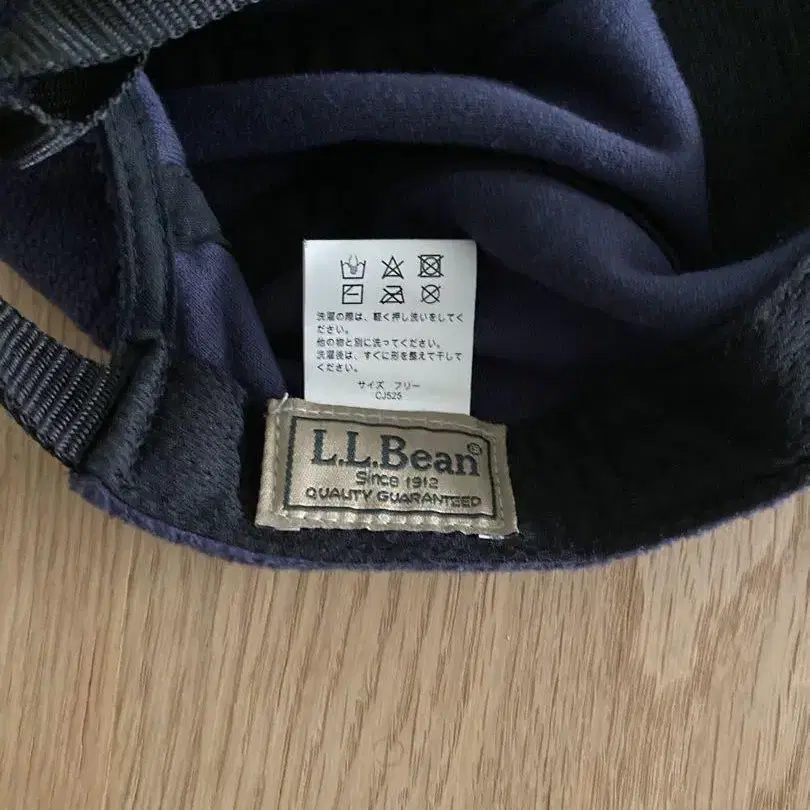 洗濯の際は、軽く押し洗いをしてく
ださい。
他の物と別に洗ってください。
洗濯後は、すぐに形を整えて干して
ください。
サイズ フリー
CJ525
L.L.Bean®
Since 1912
QUALITY GUARANTEED